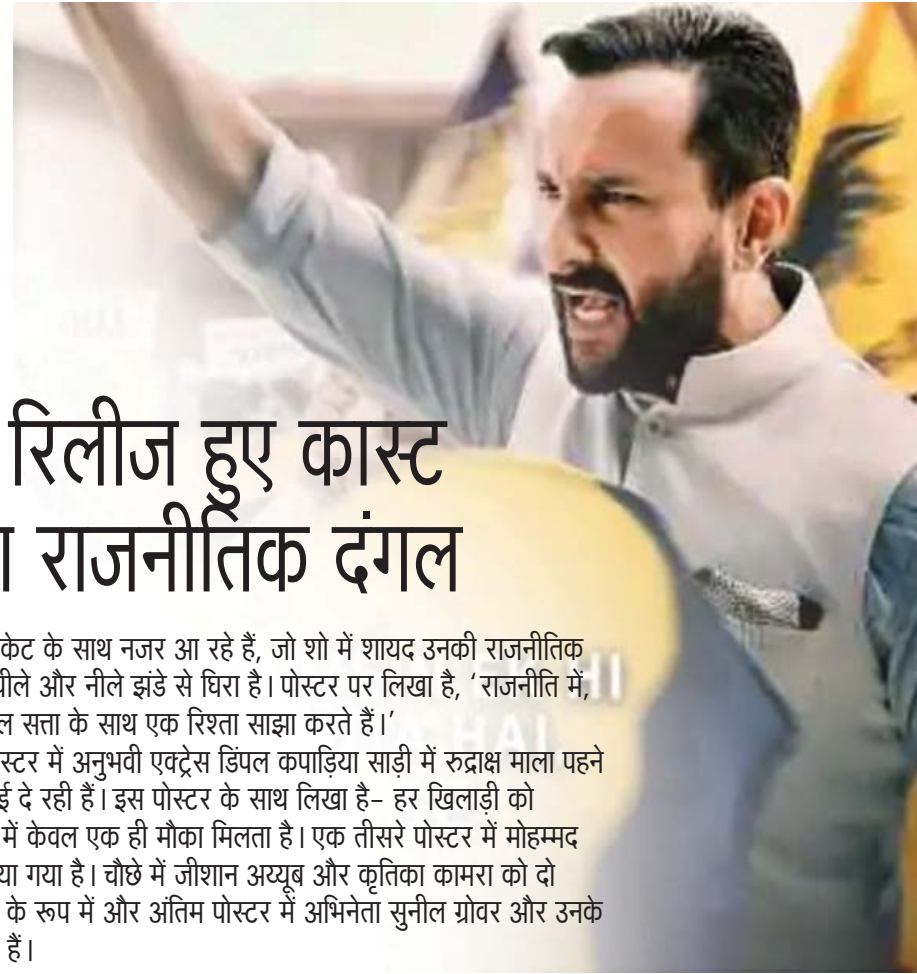 रिलीज हुए कास्ट
राजनीतिक दंगल
के साथ नजर आ रहे हैं, जो शो में शायद उनकी राजनीतिक
और नीले झंडे से घिरा है। पोस्टर पर लिखा है, ‘राजनीति में,
सत्ता के साथ एक रिश्ता साझा करते हैं।’
में अनुभवी एक्ट्रेस डिंपल कपाड़िया साड़ी में रुद्राक्ष माला पहने
दे रही हैं। इस पोस्टर के साथ लिखा है– हर खिलाड़ी को
में केवल एक ही मौका मिलता है। एक तीसरे पोस्टर में मोहम्मद
गया है। चौछे में जीशान अय्यूब और कृतिका कामरा को दो
के रूप में और अंतिम पोस्टर में अभिनेता सुनील ग्रोवर और उनके
हैं।
HI
HAI